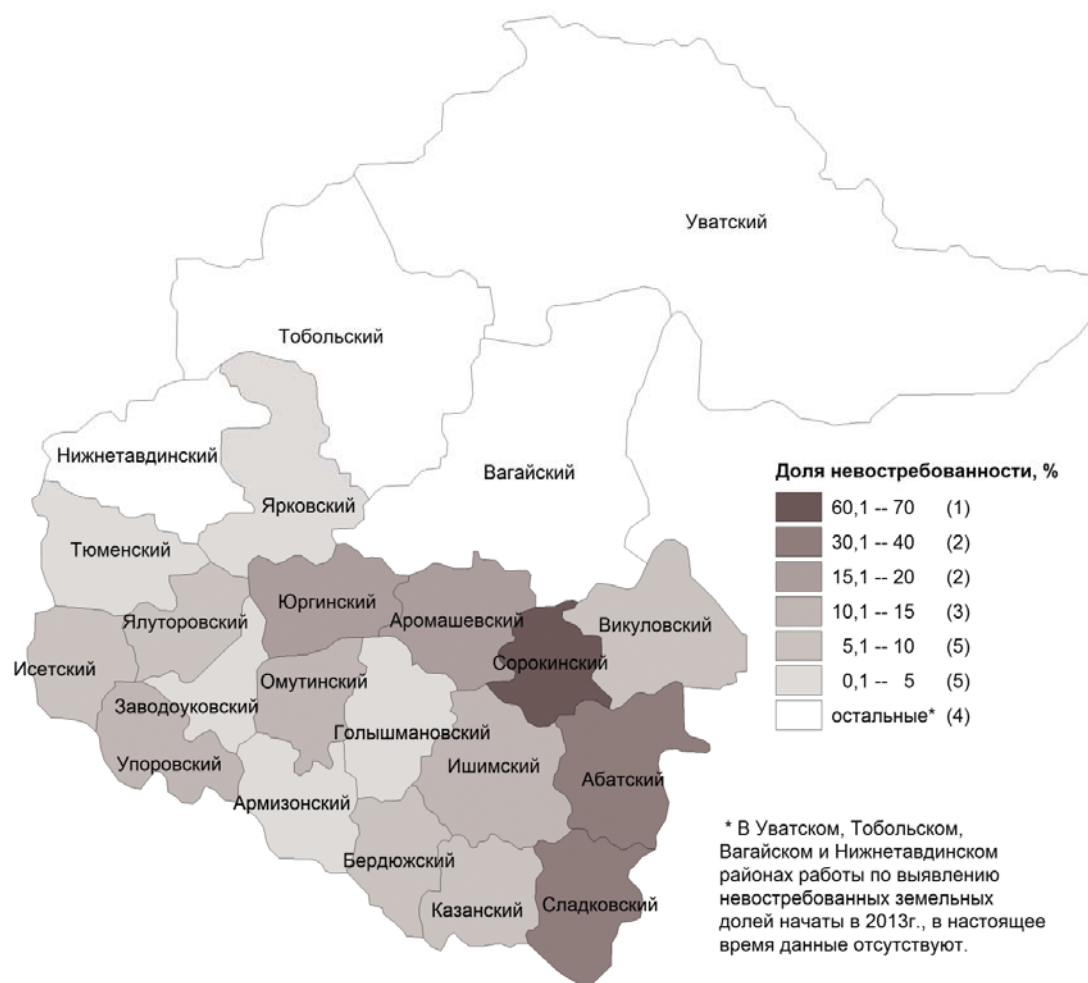 Уватский
Тобольский
Нижнетавдинский
Вагайский
Ярковский
Тюменский
Юргинский
Ялуторовский
Аромашевский
Викуловский
Исетский
Сорокинский
Омутинский
Заводоуковский
Голышмановский
Упоровский
Ишимский
Абатский
Армизонский
Бердюжский
Казанский
Сладковский
Доля невостребованности, %
60,1 -- 70 (1)
30,1 -- 40 (2)
15,1 -- 20 (2)
10,1 -- 15 (3)
5,1 -- 10 (5)
0,1 -- 5 (5)
остальные* (4)
* В Уватском, Тобольском,
Вагайском и Нижнетавдинском
районах работы по выявлению
невостребованных земельных
долей начаты в 2013г., в настоящее
время данные отсутствуют.